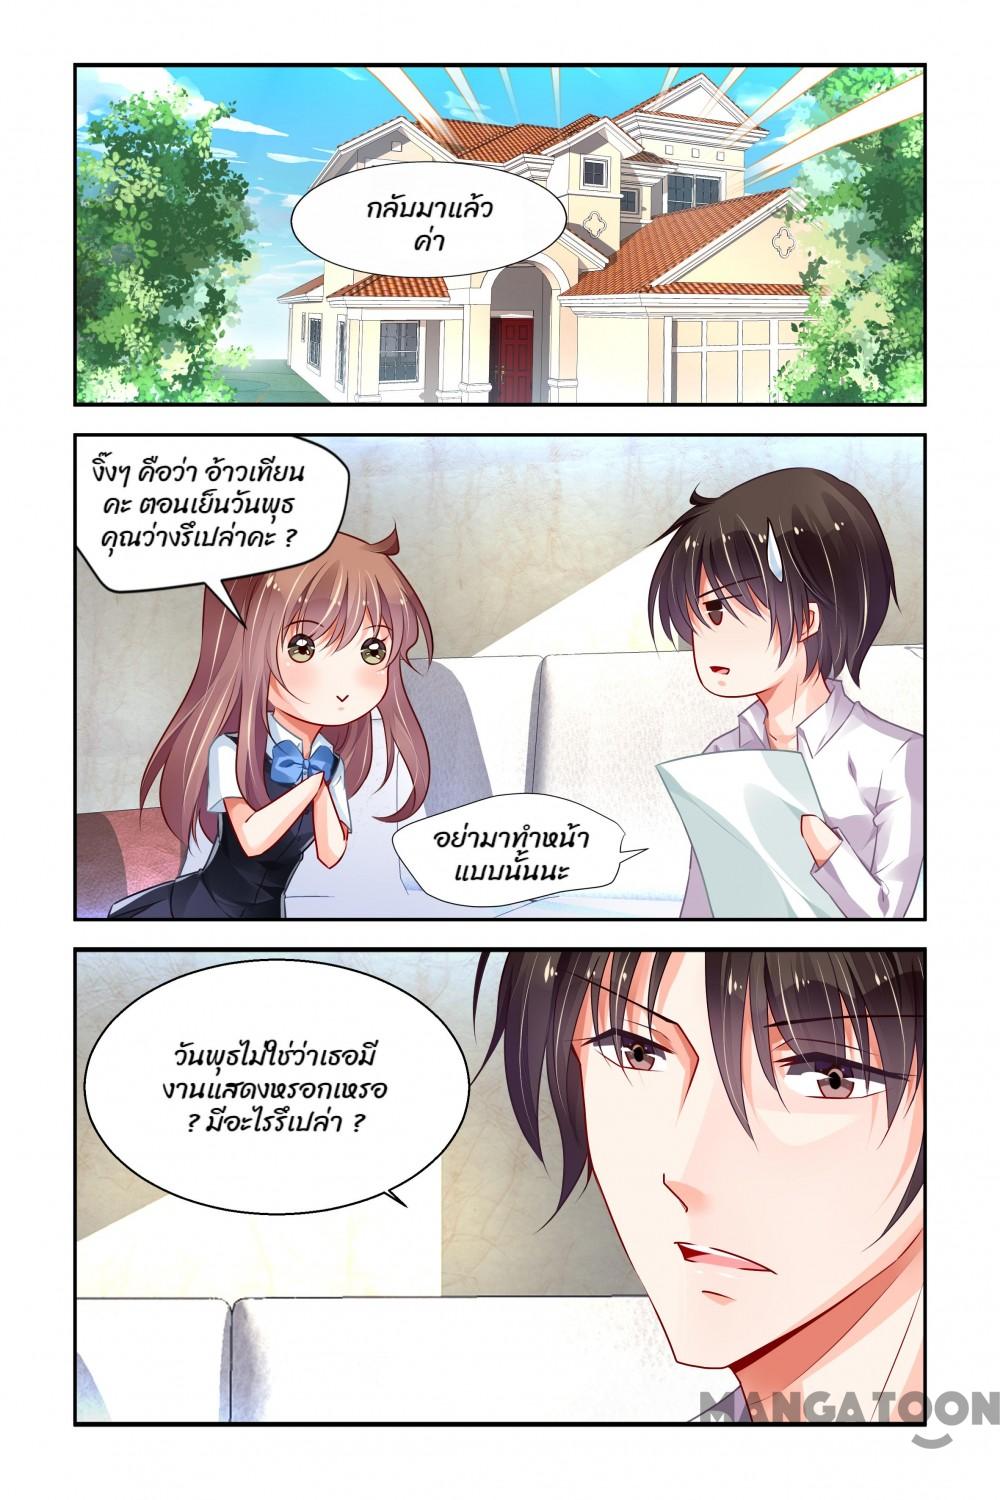 กลับมาแล้ว
ค่า
งิ๊งๆ คือว่า อ้าวเทียน
คะ ตอนเย็นวันพุธ
คุณว่างรึเปล่าคะ ?
อย่ามาทำหน้า
แบบนั้นนะ
วันพุธไม่ใช่ว่าเธอมี
งานแสดงหรอกเหรอ
? มีอะไรรึเปล่า ?
MANGATOON